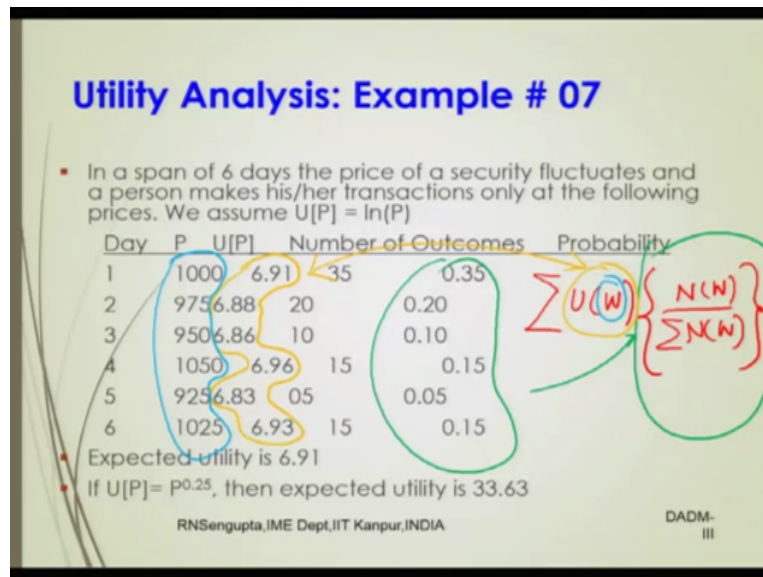 Utility Analysis: Example # 07
In a span of 6 days the price of a security fluctuates and
a person makes his/her transactions only at the following
prices. We assume U[P] = ln(P)
Day P U[P] Number of Outcomes Probability
1 1000 6.91 35 0.35
2 975 6.88 20 0.20
3 950 6.86 10 0.10
4 1050 6.96 15 0.15
5 925 6.83 05 0.05
6 1025 6.93 15 0.15
∑ U(W) { N(W) / ∑N(W) }
Expected utility is 6.91
If U[P]= P^0.25, then expected utility is 33.63
RNSengupta,IME Dept,IIT Kanpur,INDIA
DADM-
III